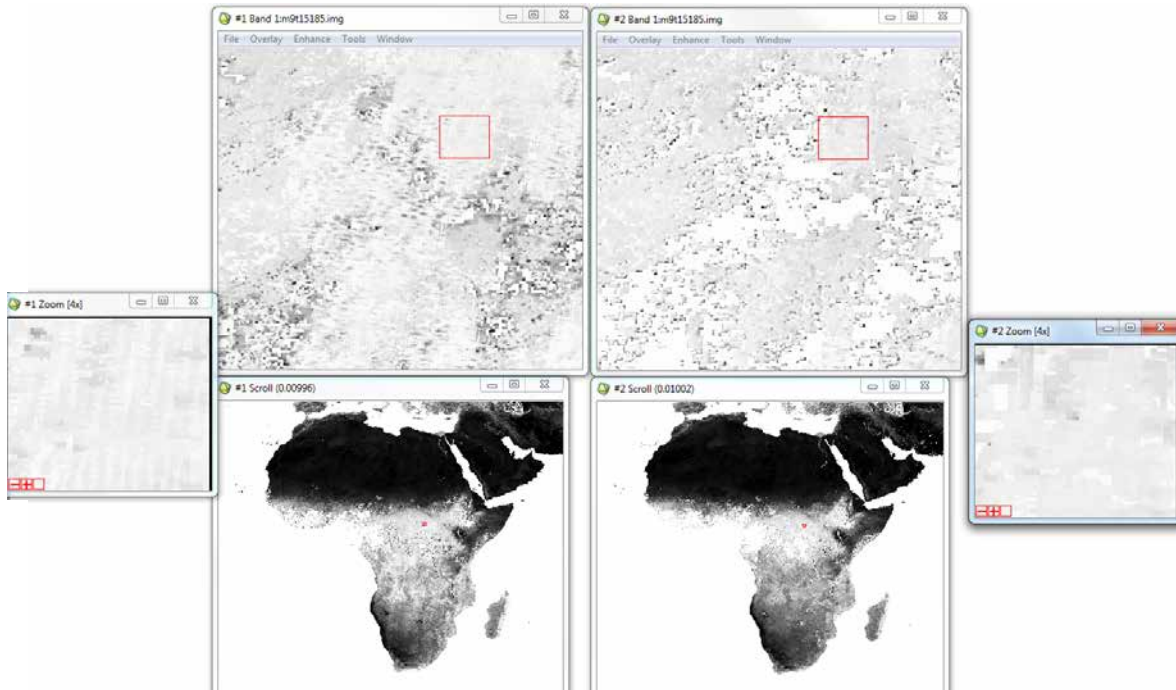 #1 Band 1:m9t15185.img
File Overlay Enhance Tools Window
#2 Band 1:m9t15185.img
File Overlay Enhance Tools Window
#1 Zoom [4x]
#2 Zoom [4x]
#1 Scroll (0.00996)
#2 Scroll (0.01002)